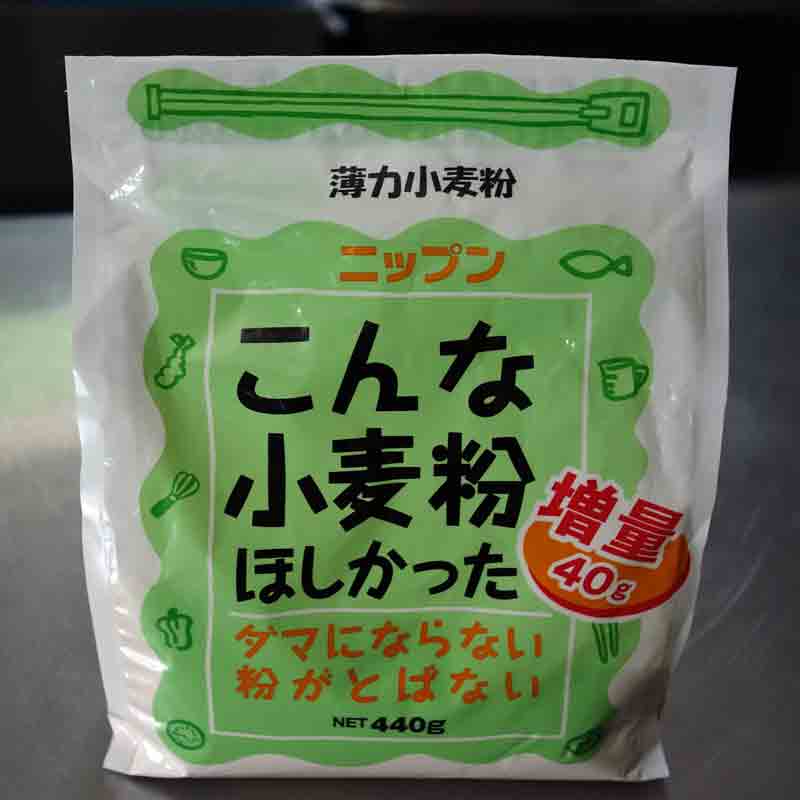 薄力小麦粉
ニップン
こんな
小麦粉
ほしかった
増量
40g
ダマにならない
粉がとばない
NET 440g